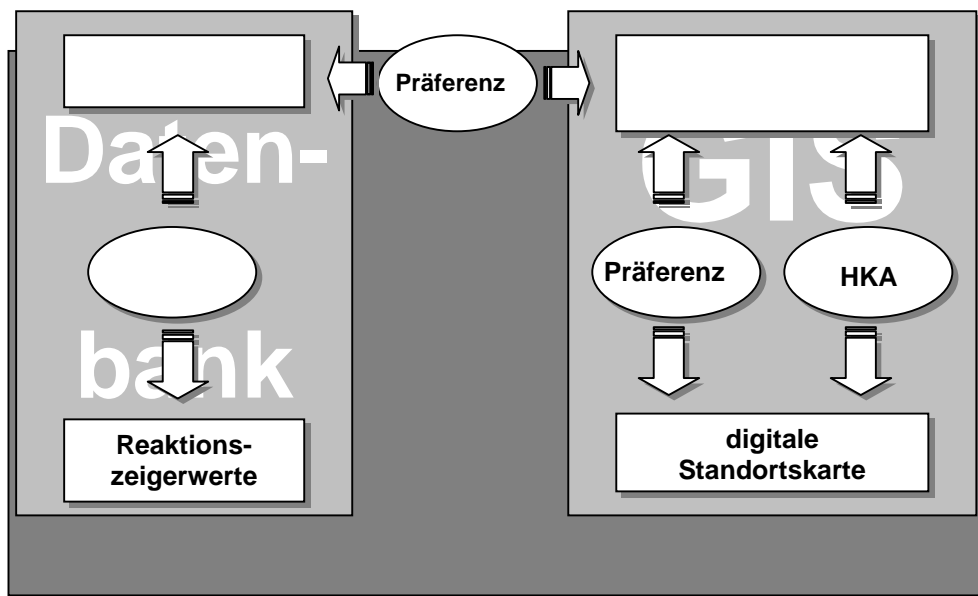 Präferenz
Daten-
bank
GIS
Präferenz
HKA
Reaktions-
zeigerwerte
digitale
Standortskarte